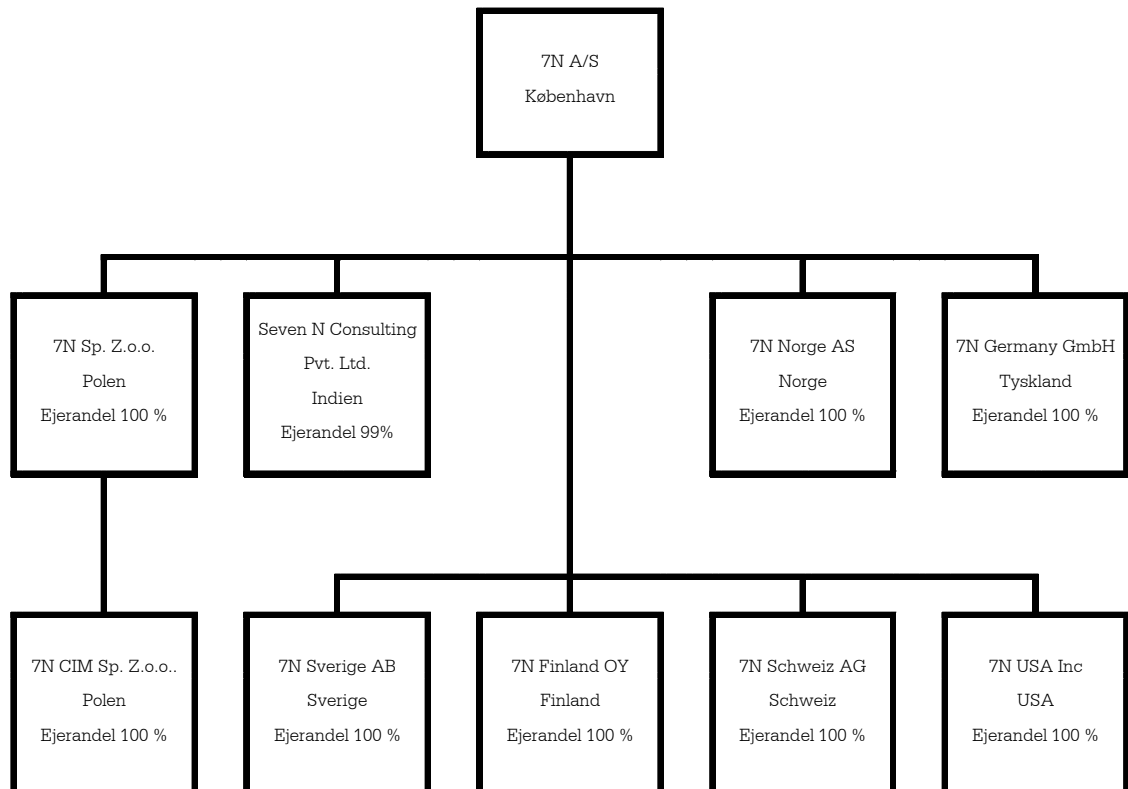 7N A/S
København
7N Sp. Z.o.o.
Polen
Ejerandel 100 %
Seven N Consulting
Pvt. Ltd.
Indien
Ejerandel 99%
7N Norge AS
Norge
Ejerandel 100 %
7N Germany GmbH
Tyskland
Ejerandel 100 %
7N CIM Sp. Z.o.o..
Polen
Ejerandel 100 %
7N Sverige AB
Sverige
Ejerandel 100 %
7N Finland OY
Finland
Ejerandel 100 %
7N Schweiz AG
Schweiz
Ejerandel 100 %
7N USA Inc
USA
Ejerandel 100 %